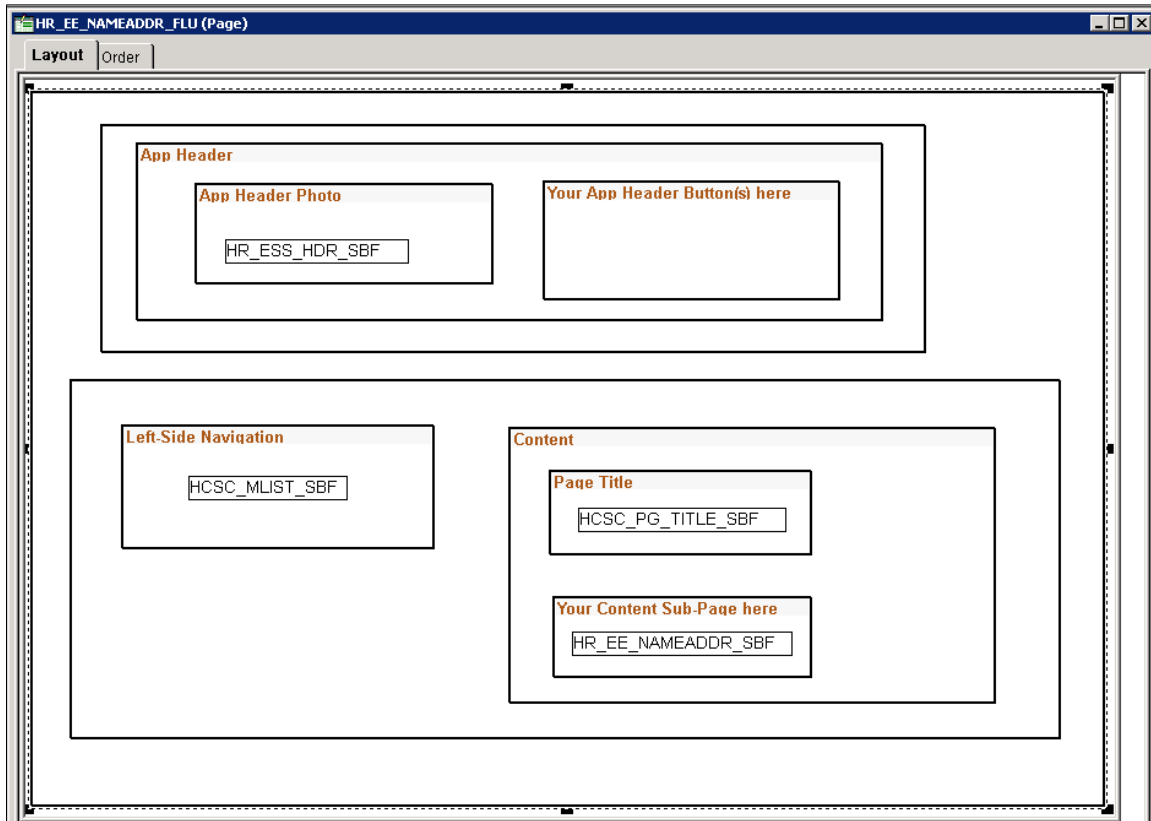 HR_EE_NAMEADDR_FLU (Page)
Layout Order
App Header
App Header Photo
Your App Header Button(s) here
HR_ESS_HDR_SBF
Left-Side Navigation
HCSC_MLIST_SBF
Content
Page Title
HCSC_PG_TITLE_SBF
Your Content Sub-Page here
HR_EE_NAMEADDR_SBF